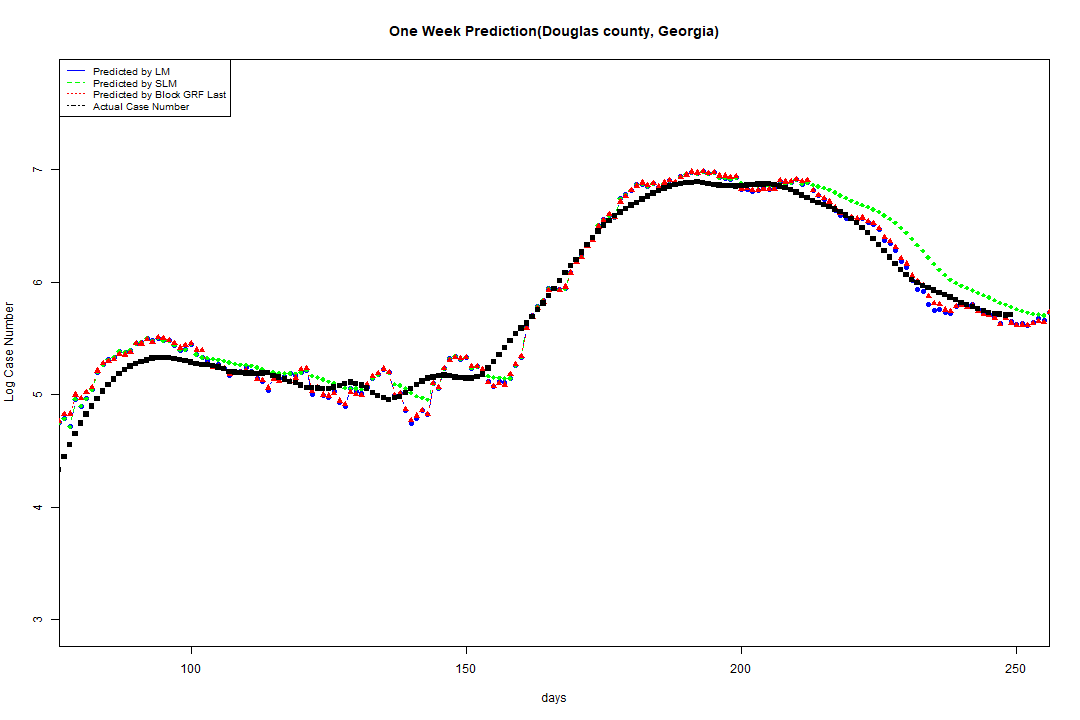 One Week Prediction(Douglas county, Georgia)
Predicted by LM
Predicted by SLM
Predicted by Block GRF Last
Actual Case Number
7
6
5
4
3
Log Case Number
100
150
200
250
days